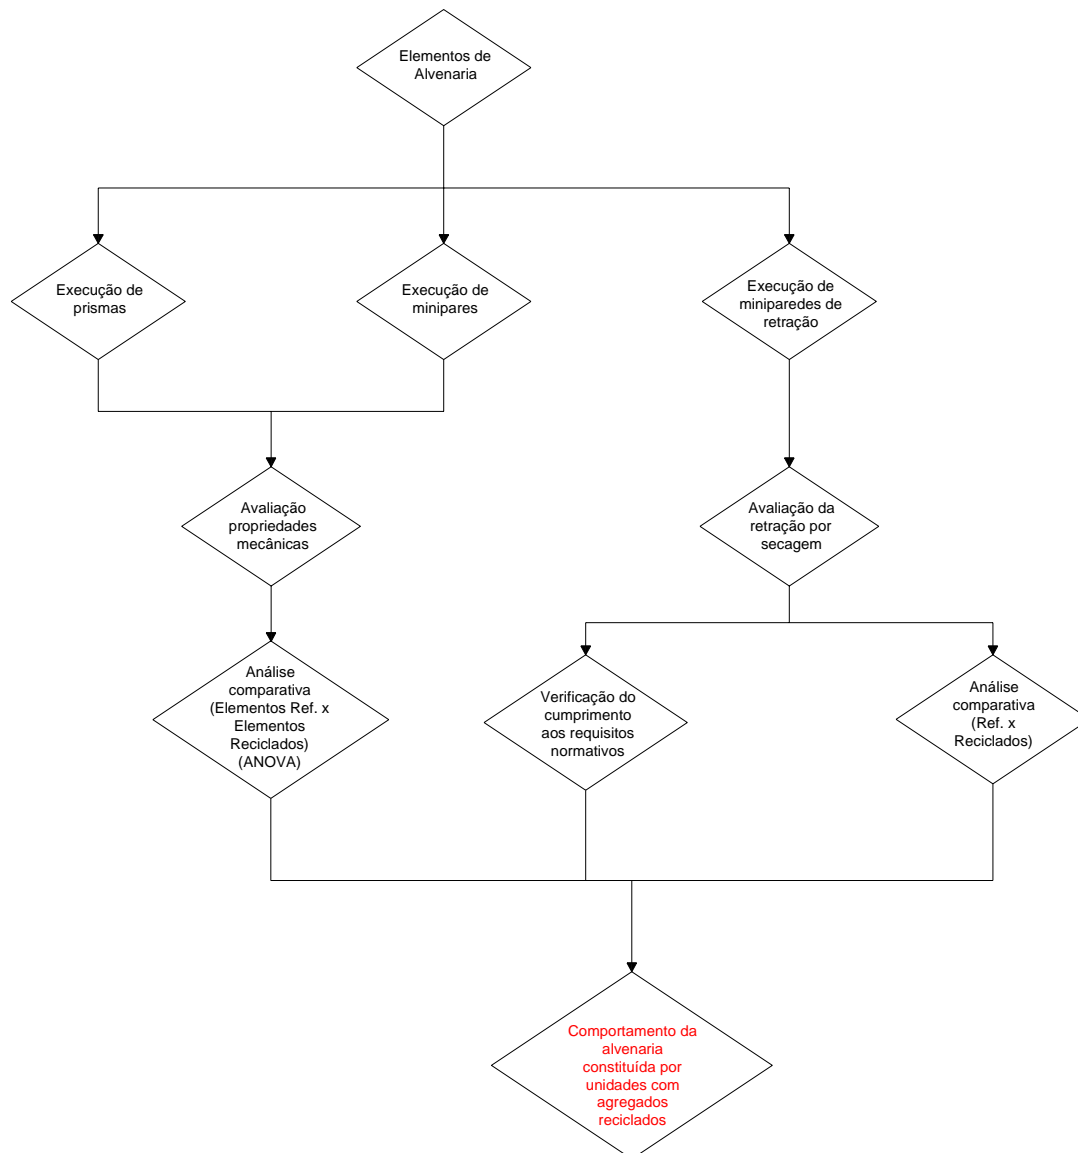 Elementos de
Alvenaria
Execução de
prismas
Execução de
minipares
Execução de
miniparedes de
retração
Avaliação
propriedades
mecânicas
Avaliação da
retração por
secagem
Análise
comparativa
(Elementos Ref. x
Elementos
Reciclados)
(ANOVA)
Verificação do
cumprimento
aos requisitos
normativos
Análise
comparativa
(Ref. x
Reciclados)
Comportamento da
alvenaria
constituída por
unidades com
agregados
reciclados